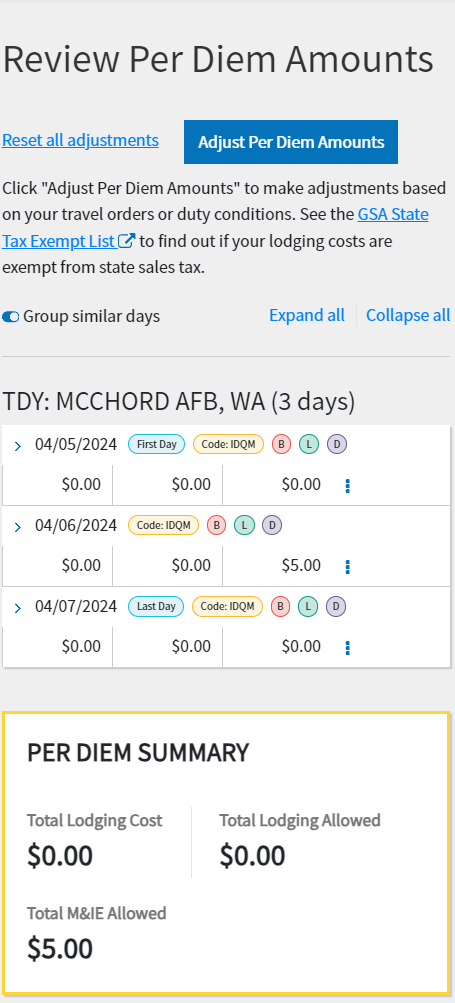 Review Per Diem Amounts
Reset all adjustments
Adjust Per Diem Amounts
Click "Adjust Per Diem Amounts" to make adjustments based
on your travel orders or duty conditions. See the GSA State
Tax Exempt List to find out if your lodging costs are
exempt from state sales tax.
Group similar days
Expand all
Collapse all
TDY: MCCHORD AFB, WA (3 days)
04/05/2024 First Day Code: IDQM B L D
$0.00 $0.00 $0.00
04/06/2024 Code: IDQM B L D
$0.00 $0.00 $5.00
04/07/2024 Last Day Code: IDQM B L D
$0.00 $0.00 $0.00
PER DIEM SUMMARY
Total Lodging Cost
$0.00
Total Lodging Allowed
$0.00
Total M&IE Allowed
$5.00